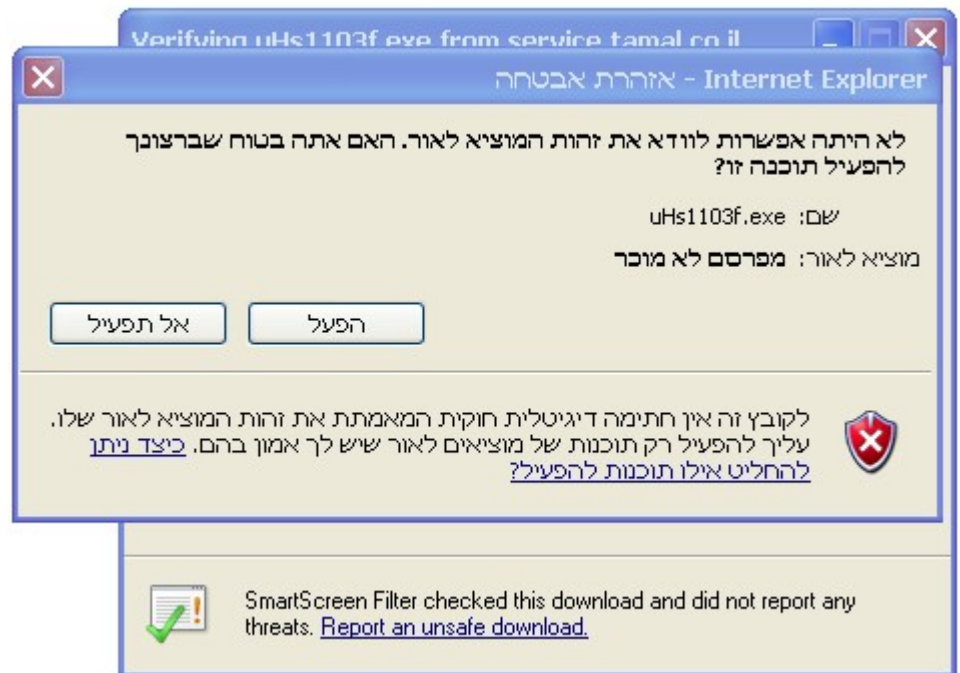 Verifying uHs1103f.exe from service.tamal.co.il
Internet Explorer - אזהרת אבטחה
לא היתה אפשרות לוודא את זהות המוציא לאור. האם אתה בטוח שברצונך
להפעיל תוכנה זו?
שם: uHs1103f.exe
מוציא לאור: מפרסם לא מוכר
הפעל
אל תפעיל
לקובץ זה אין חתימה דיגיטלית חוקית המאמתת את זהות המוציא לאור שלו.
עליך להפעיל רק תוכנות של מוציאים לאור שיש לך אמון בהם. כיצד ניתן
להחליט אילו תוכנות להפעיל?
SmartScreen Filter checked this download and did not report any
threats. Report an unsafe download.